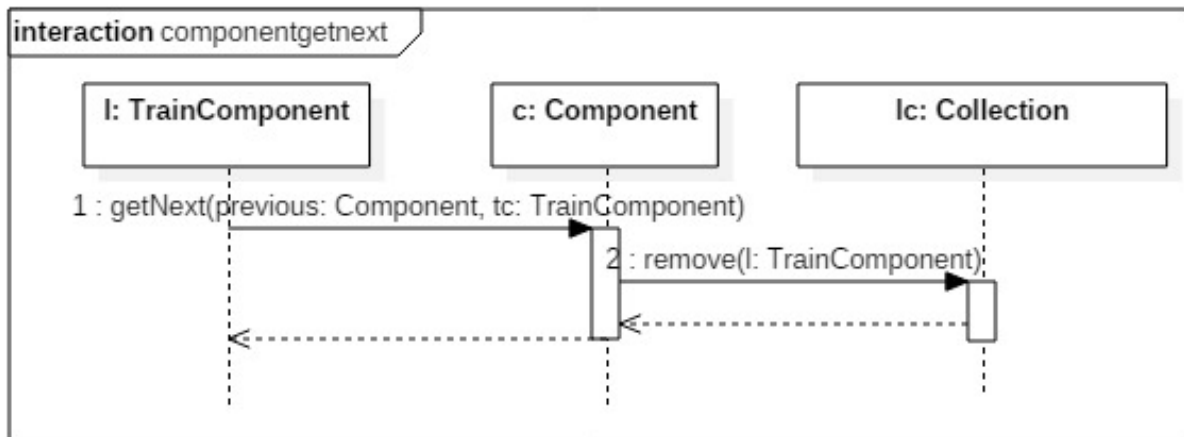 interaction componentgetnext
l: TrainComponent
c: Component
lc: Collection
1 : getNext(previous: Component, tc: TrainComponent)
2 : remove(l: TrainComponent)